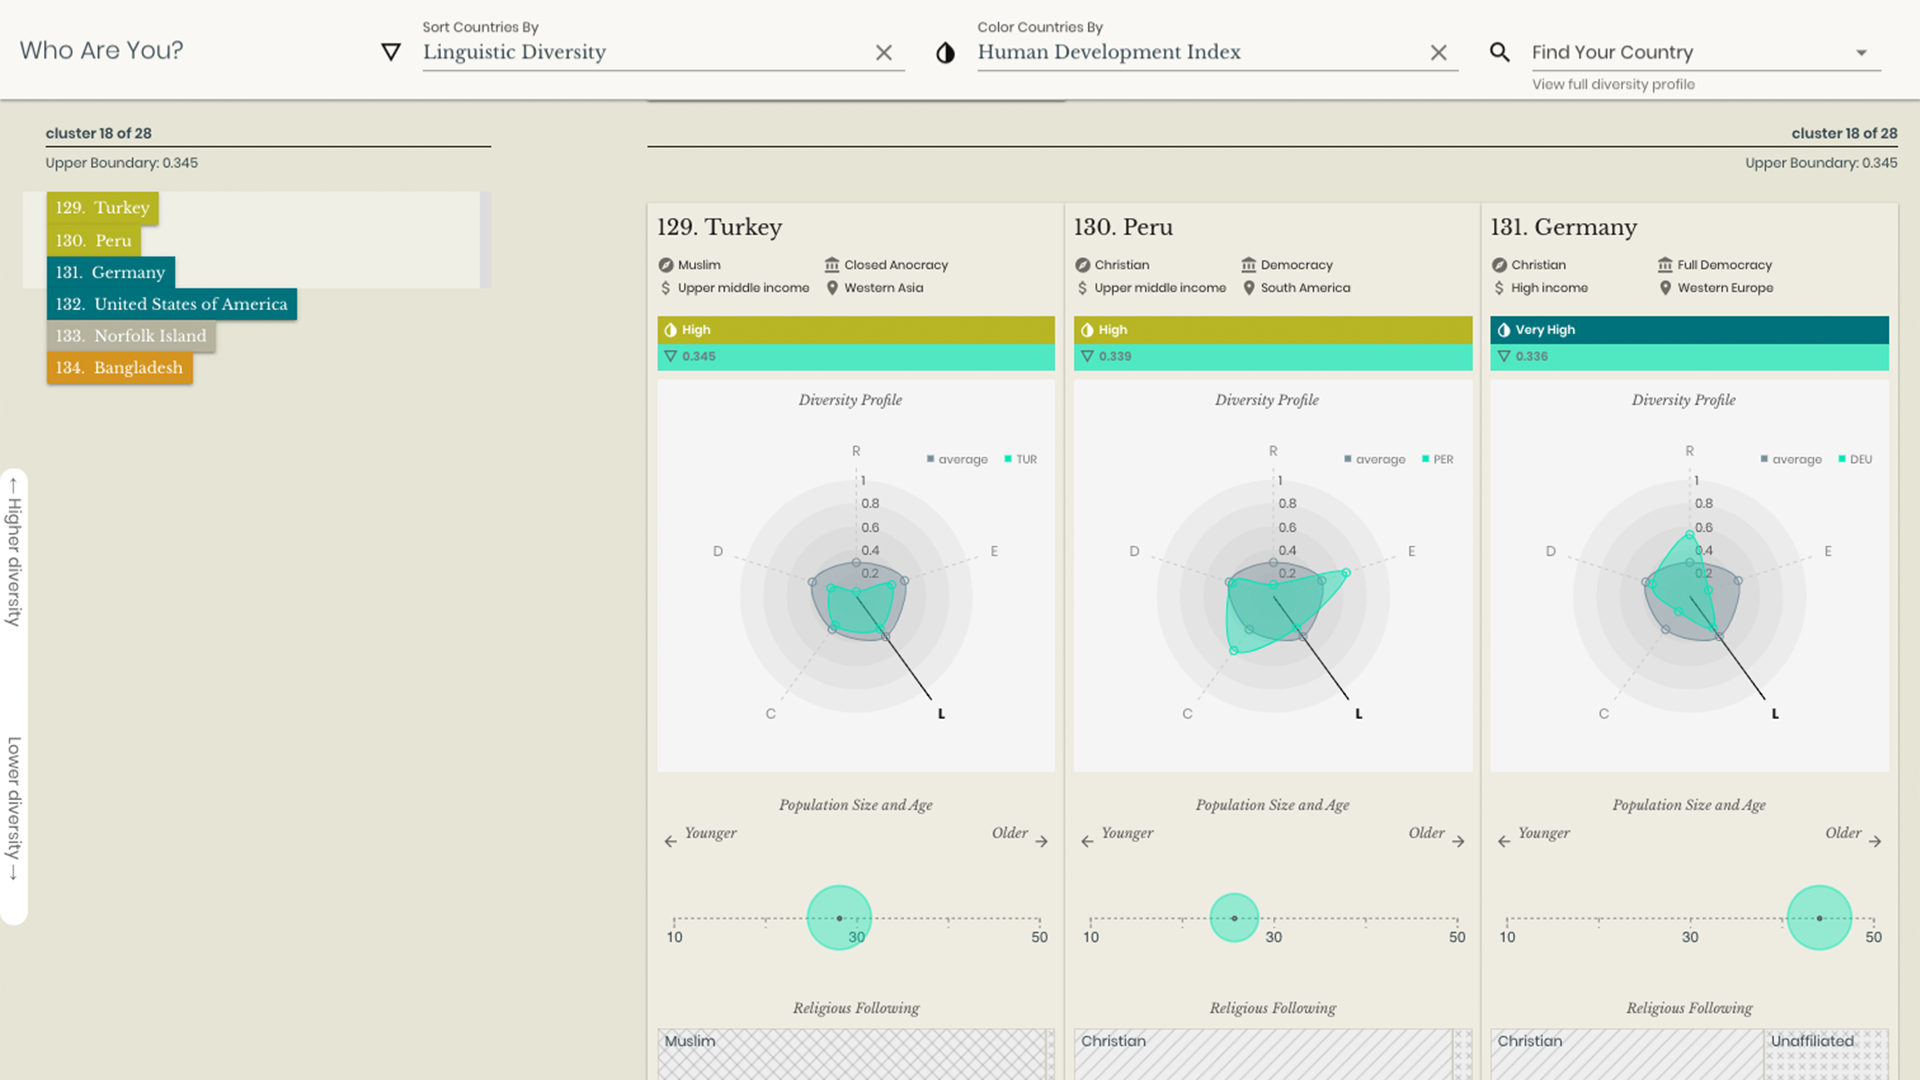 Who Are You?
Sort Countries By
Linguistic Diversity
Color Countries By
Human Development Index
Find Your Country
View full diversity profile
cluster 18 of 28
Upper Boundary: 0.345
129. Turkey
130. Peru
131. Germany
132. United States of America
133. Norfolk Island
134. Bangladesh
← Higher diversity
Lower diversity →
cluster 18 of 28
Upper Boundary: 0.345
129. Turkey
Muslim
Closed Anocracy
Upper middle income
Western Asia
High
0.345
Diversity Profile
average
TUR
R
1
0.8
0.6
0.4
0.2
D
E
C
L
Population Size and Age
← Younger
Older →
10
30
50
Religious Following
Muslim
130. Peru
Christian
Democracy
Upper middle income
South America
High
0.339
Diversity Profile
average
PER
R
1
0.8
0.6
0.4
0.2
D
E
C
L
Population Size and Age
← Younger
Older →
10
30
50
Religious Following
Christian
131. Germany
Christian
Full Democracy
High income
Western Europe
Very High
0.336
Diversity Profile
average
DEU
R
1
0.8
0.6
0.4
0.2
D
E
C
L
Population Size and Age
← Younger
Older →
10
30
50
Religious Following
Christian
Unaffiliated